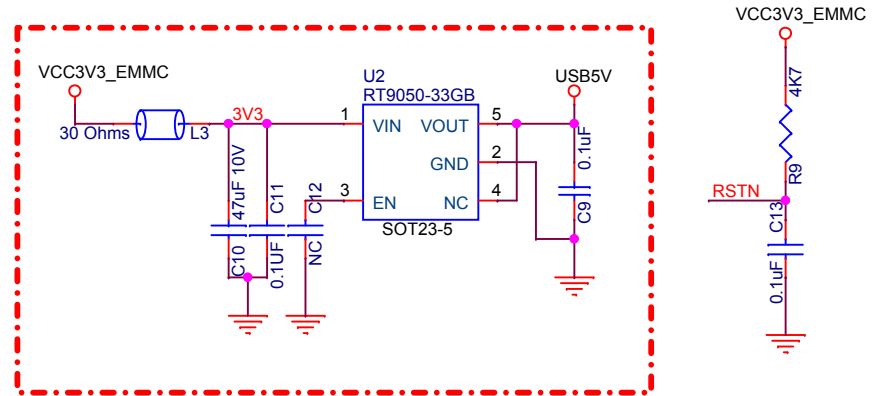 VCC3V3_EMMC
30 Ohms
L3
3V3
47uF 10V
C10
C11
0.1UF
C12
NC
U2
RT9050-33GB
1
VIN
VOUT
5
GND
2
3
EN
NC
4
SOT23-5
USB5V
0.1uF
C9
VCC3V3_EMMC
4K7
R9
RSTN
C13
0.1uF